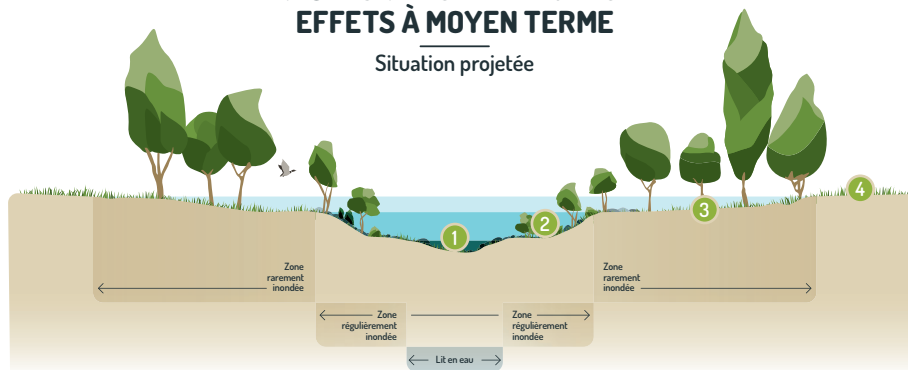 EFFETS À MOYEN TERME
Situation projetée
1
2
3
4
Zone
rarement
inondée
Zone
rarement
inondée
Zone
régulièrement
inondée
Zone
régulièrement
inondée
Lit en eau